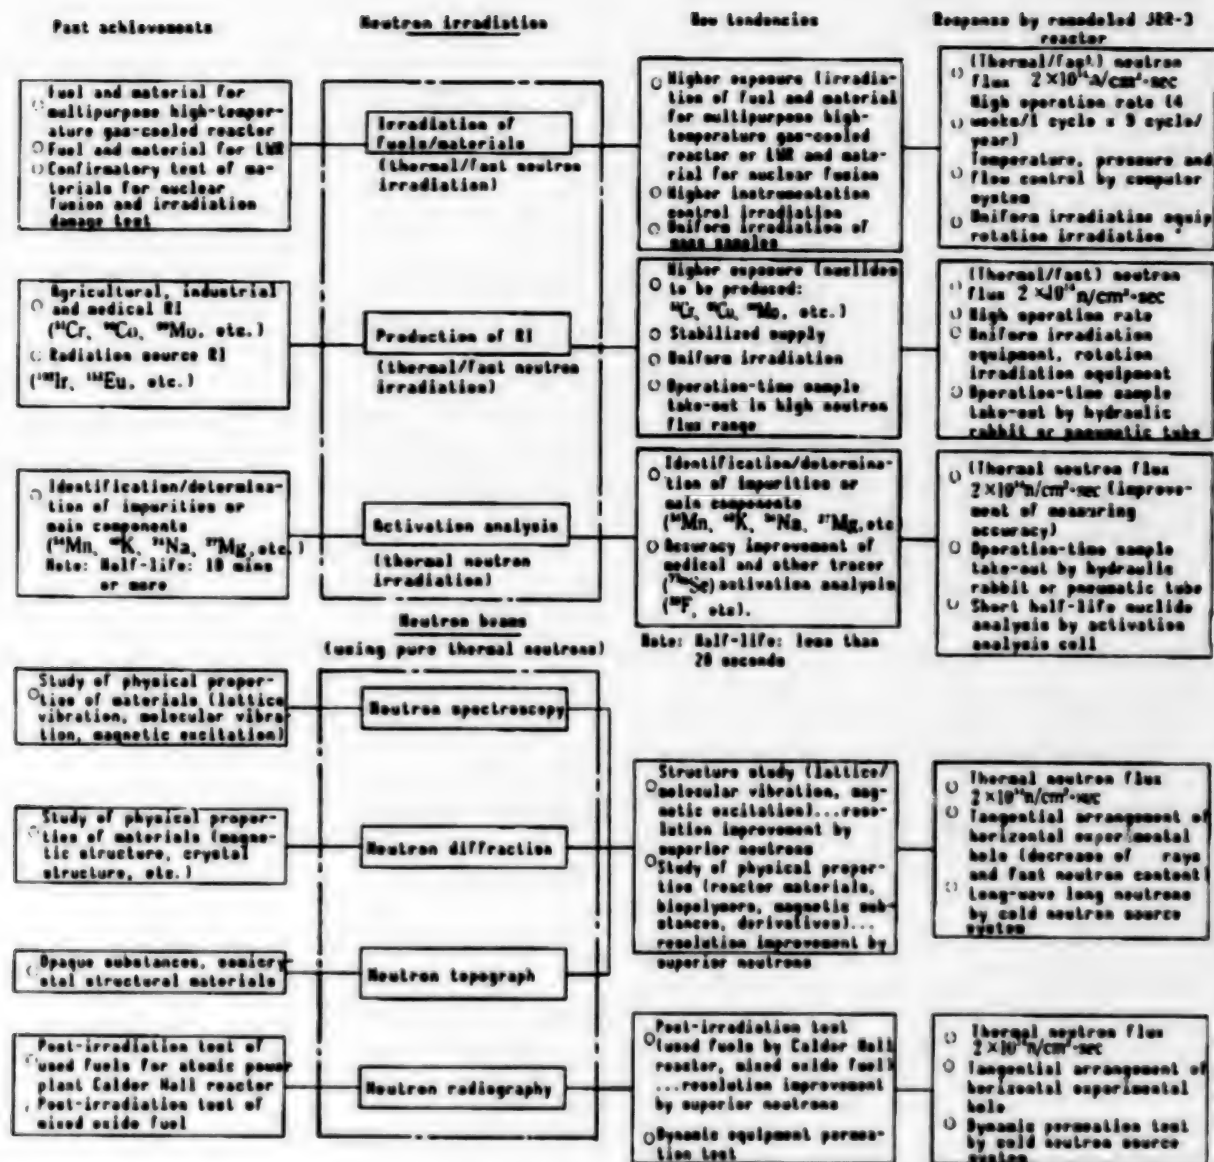 Past achievements
Neutron irradiation
New tendencies
Response by remodeled JRR-3
reactor
Fuel and material for
multipurpose high-temper-
ature gas-cooled reactor
Fuel and material for LWR
Confirmatory test of ma-
terials for nuclear
fusion and irradiation
damage test
Irradiation of
fuels/materials
(thermal/fast neutron
irradiation)
Higher exposure (irradia-
tion of fuel and material
for multipurpose high-
temperature gas-cooled
reactor or LWR and mate-
rial for nuclear fusion
Higher instrumentation
control irradiation
Uniform irradiation of
mass samples
(Thermal/fast) neutron
flux 2×10¹⁴n/cm²·sec
High operation rate (4
weeks/1 cycle x 9 cycle/
year)
Temperature, pressure and
flow control by computer
system
Uniform irradiation equip
rotation irradiation
Agricultural, industrial
and medical RI
(⁵¹Cr, Co, ⁹⁹Mo, etc.)
Radiation source RI
(¹⁹²Ir, Eu, etc.)
Production of RI
(thermal/fast neutron
irradiation)
Higher exposure (nuclides
to be produced:
⁵¹Cr, ⁹⁹Mo, etc.)
Stabilized supply
Uniform irradiation
Operation-time sample
take-out in high neutron
flux range
(Thermal/fast) neutron
flux 2×10¹⁴n/cm²·sec
High operation rate
Uniform irradiation
equipment, rotation
irradiation equipment
Operation-time sample
take-out by hydraulic
rabbit or pneumatic tube
Identification/determina-
tion of impurities or
main components
(⁵⁶Mn, K, ²⁴Na, ²⁷Mg, etc.)
Note: Half-life: 10 mins
or more
Activation analysis
(thermal neutron
irradiation)
Identification/determina-
tion of impurities or
main components
(⁵⁶Mn, K, Na, ²⁷Mg, etc
Accuracy improvement of
medical and other tracer
(Se) activation analysis
(F, etc).
Note: Half-life: less than
20 seconds
(Thermal neutron flux
2×10¹⁴n/cm²·sec (improve-
ment of measuring
accuracy)
Operation-time sample
take-out by hydraulic
rabbit or pneumatic tube
Short half-life nuclide
analysis by activation
analysis cell
Neutron beams
(using pure thermal neutrons)
Study of physical proper-
ties of materials (lattice
vibration, molecular vibra-
tion, magnetic excitation)
Neutron spectroscopy
Study of physical proper-
ties of materials (magne-
tic structure, crystal
structure, etc.)
Neutron diffraction
Structure study (lattice/
molecular vibration, mag-
netic excitation)...reso-
lution improvement by
superior neutrons
Study of physical proper-
ties (reactor materials,
biopolymers, magnetic sub-
stances, derivatives)...
resolution improvement by
superior neutrons
Thermal neutron flux
2×10¹⁴n/cm²·sec
Tangential arrangement of
horizontal experimental
hole (decrease of rays
and fast neutron content)
Long-wave long neutrons
by cold neutron source
system
Opaque substances, semicry-
stal structural materials
Neutron topograph
Post-irradiation test of
used fuels for atomic power
plant Calder Hall reactor
Post-irradiation test of
mixed oxide fuel
Neutron radiography
Post-irradiation test
(used fuels by Calder Hall
reactor, mixed oxide fuel)
...resolution improvement
by superior neutrons
Dynamic equipment permea-
tion test
Thermal neutron flux
2×10¹⁴n/cm²·sec
Tangential arrangement of
horizontal experimental
hole
Dynamic permeation test
by cold neutron source
system